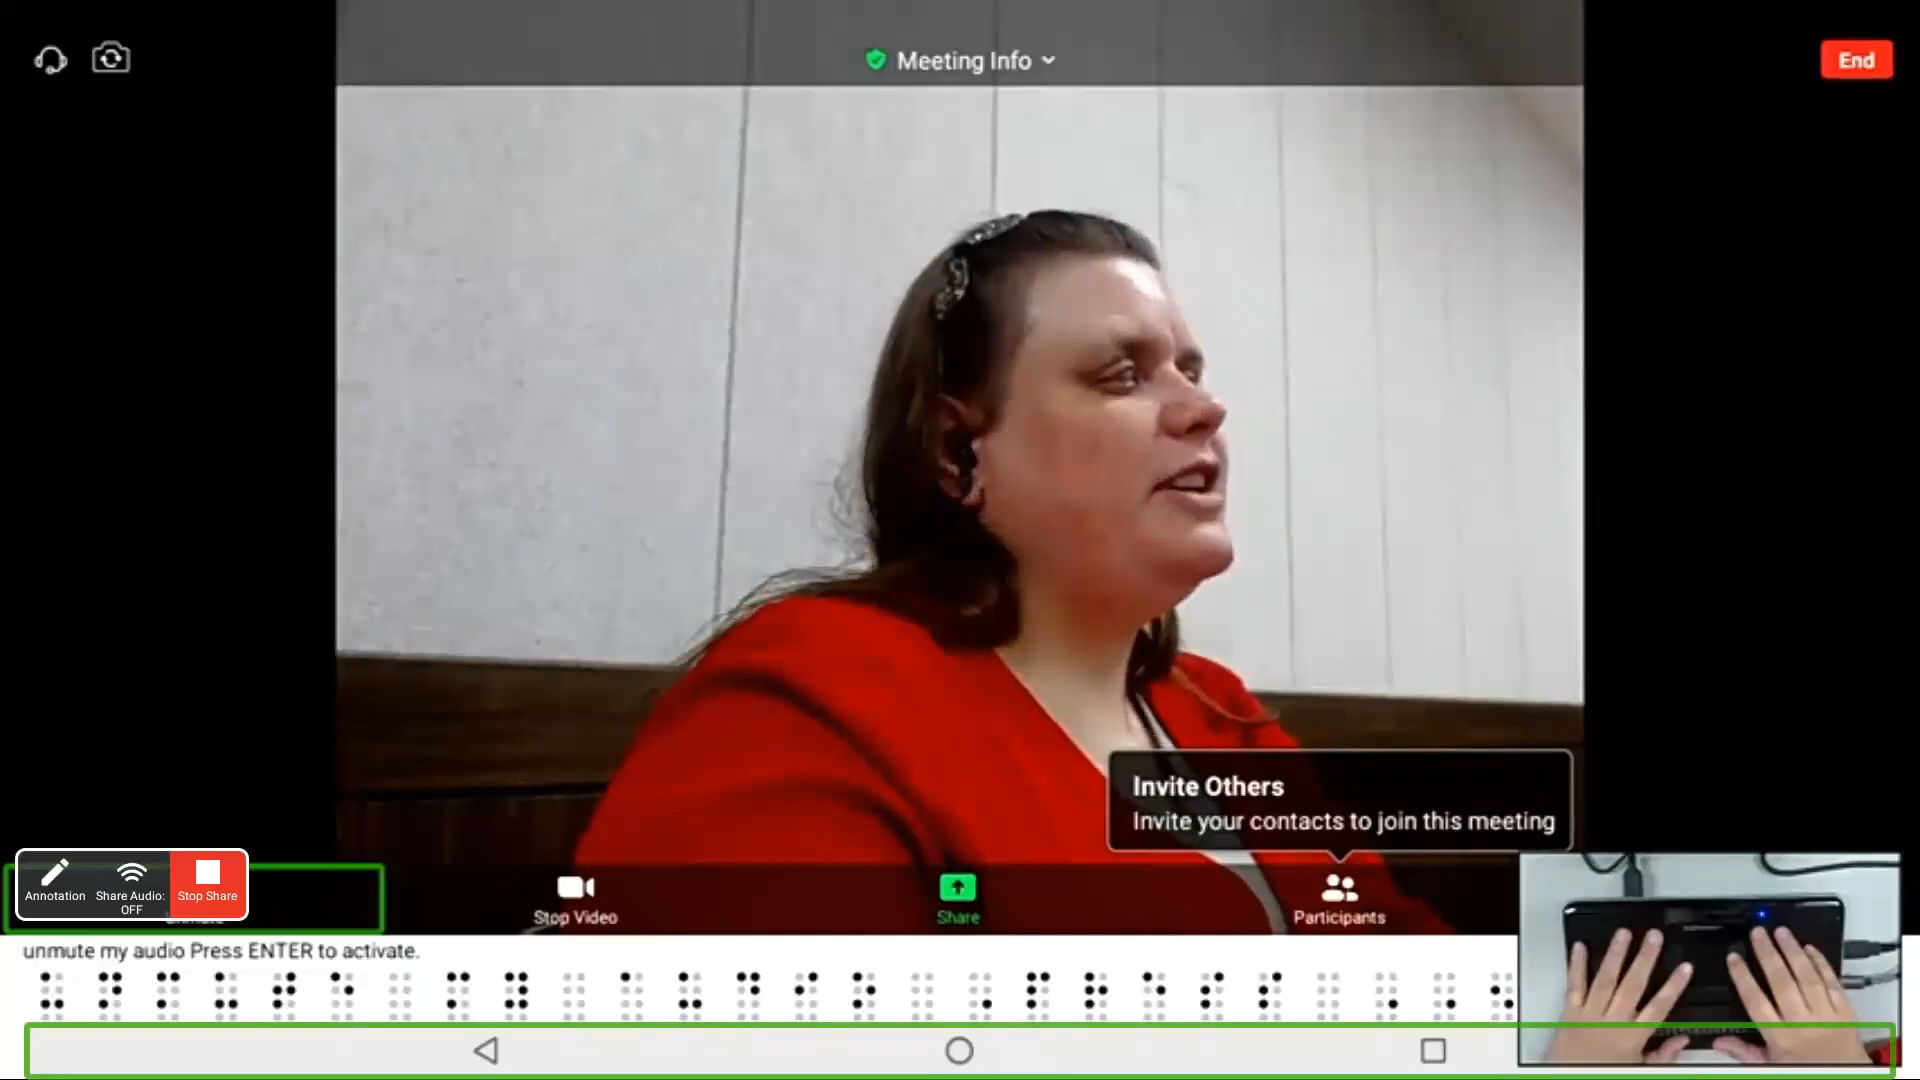 Meeting Info
End
Invite Others
Invite your contacts to join this meeting
Annotation
Share Audio:
OFF
Stop Share
Stop Video
Share
Participants
unmute my audio Press ENTER to activate.